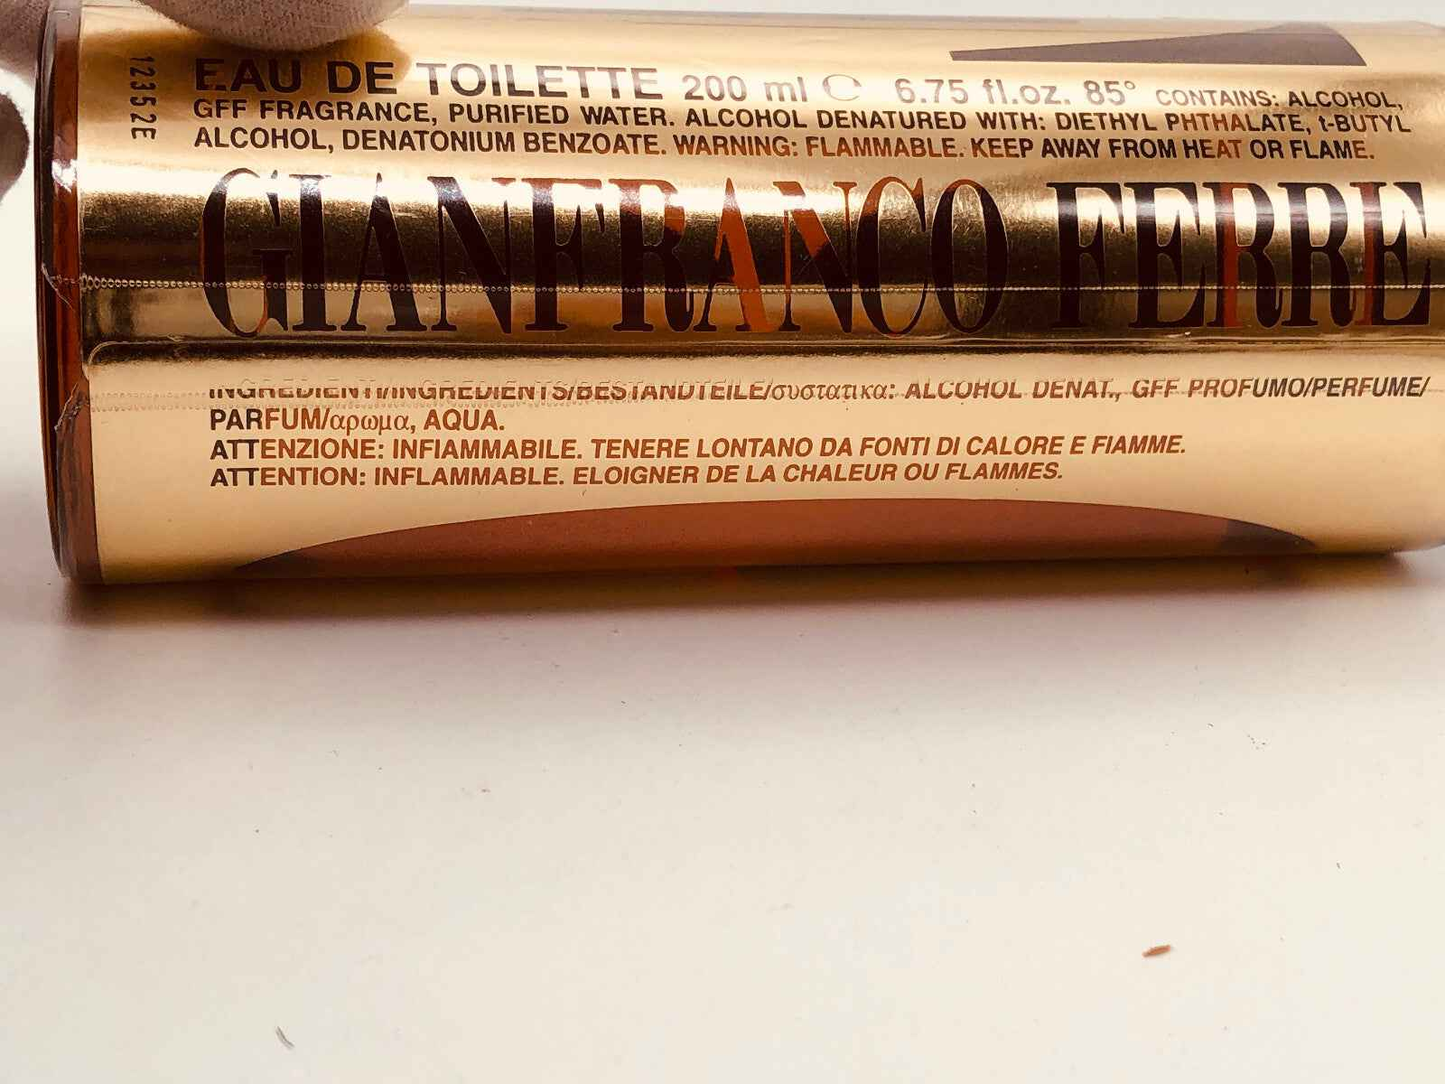 12352E
EAU DE TOILETTE 200 ml ℮ 6.75 fl.oz. 85° CONTAINS: ALCOHOL,
GFF FRAGRANCE, PURIFIED WATER. ALCOHOL DENATURED WITH: DIETHYL PHTHALATE, t-BUTYL
ALCOHOL, DENATONIUM BENZOATE. WARNING: FLAMMABLE. KEEP AWAY FROM HEAT OR FLAME.
GIANFRANCO FERRE
INGREDIENTI/INGREDIENTS/BESTANDTEILE/συστατικα: ALCOHOL DENAT., GFF PROFUMO/PERFUME/
PARFUM/αρωμα, AQUA.
ATTENZIONE: INFIAMMABILE. TENERE LONTANO DA FONTI DI CALORE E FIAMME.
ATTENTION: INFLAMMABLE. ELOIGNER DE LA CHALEUR OU FLAMMES.